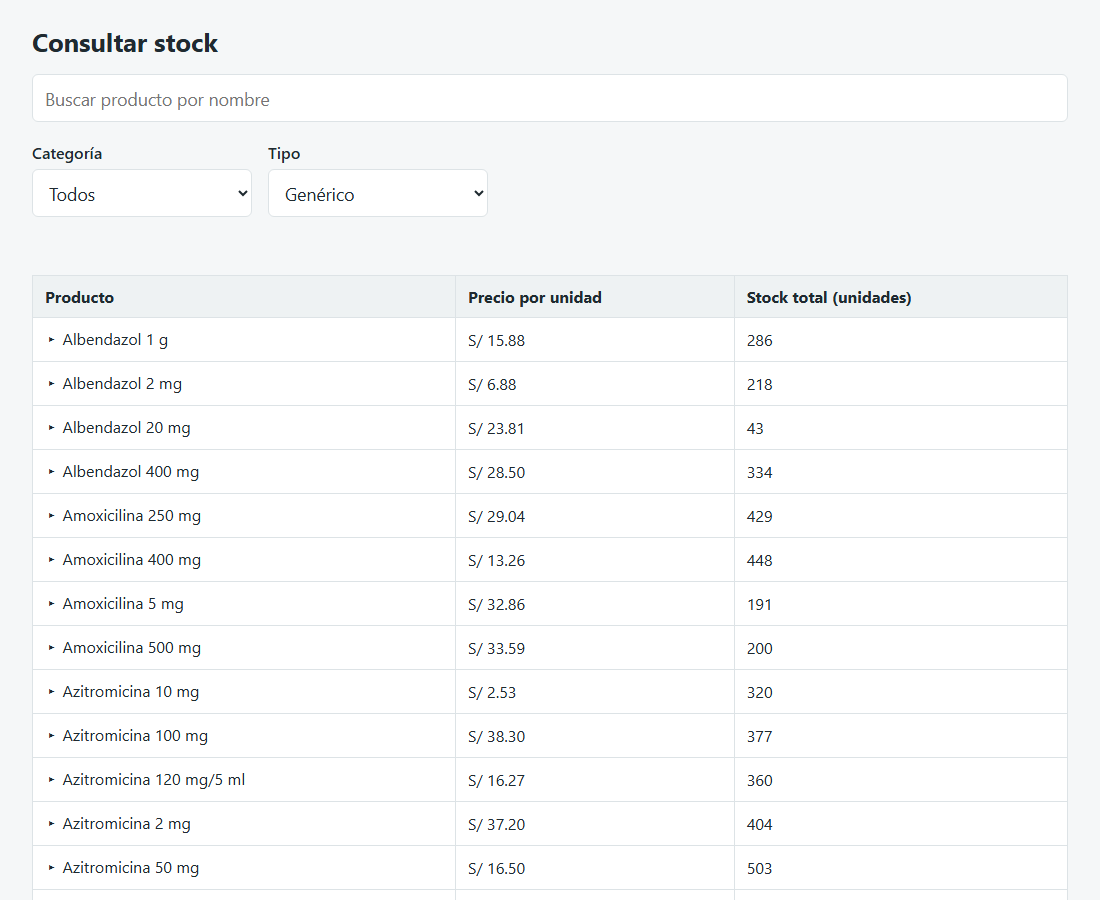 Consultar stock
Buscar producto por nombre
Categoría Tipo
Todos Genérico
Producto Precio por unidad Stock total (unidades)
Albendazol 1 g S/ 15.88 286
Albendazol 2 mg S/ 6.88 218
Albendazol 20 mg S/ 23.81 43
Albendazol 400 mg S/ 28.50 334
Amoxicilina 250 mg S/ 29.04 429
Amoxicilina 400 mg S/ 13.26 448
Amoxicilina 5 mg S/ 32.86 191
Amoxicilina 500 mg S/ 33.59 200
Azitromicina 10 mg S/ 2.53 320
Azitromicina 100 mg S/ 38.30 377
Azitromicina 120 mg/5 ml S/ 16.27 360
Azitromicina 2 mg S/ 37.20 404
Azitromicina 50 mg S/ 16.50 503